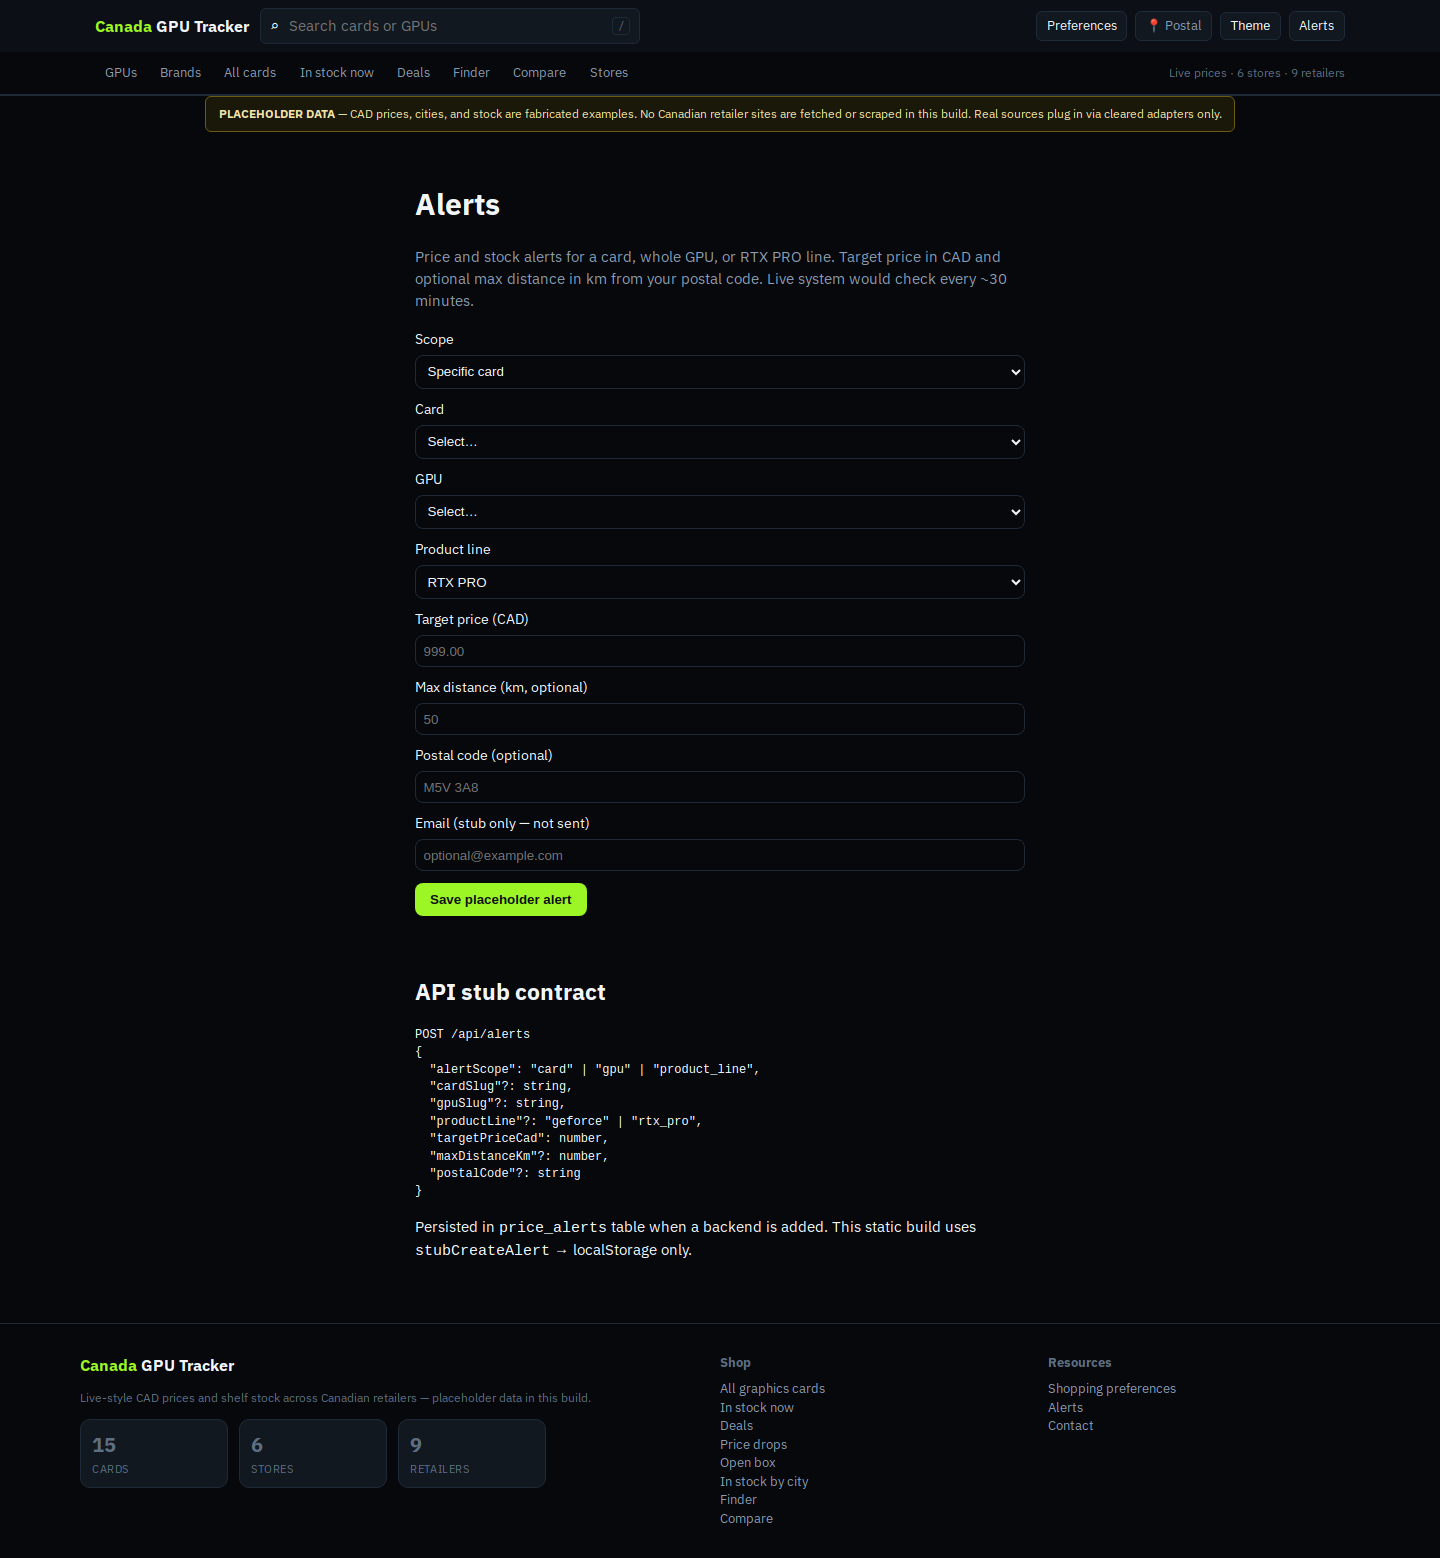 Canada GPU Tracker
Search cards or GPUs
/
Preferences
Postal
Theme
Alerts
GPUs
Brands
All cards
In stock now
Deals
Finder
Compare
Stores
Live prices · 6 stores · 9 retailers
PLACEHOLDER DATA — CAD prices, cities, and stock are fabricated examples. No Canadian retailer sites are fetched or scraped in this build. Real sources plug in via cleared adapters only.
Alerts
Price and stock alerts for a card, whole GPU, or RTX PRO line. Target price in CAD and
optional max distance in km from your postal code. Live system would check every ~30
minutes.
Scope
Specific card
Card
Select…
GPU
Select…
Product line
RTX PRO
Target price (CAD)
999.00
Max distance (km, optional)
50
Postal code (optional)
M5V 3A8
Email (stub only — not sent)
optional@example.com
Save placeholder alert
API stub contract
POST /api/alerts
{
  "alertScope": "card" | "gpu" | "product_line",
  "cardSlug"?: string,
  "gpuSlug"?: string,
  "productLine"?: "geforce" | "rtx_pro",
  "targetPriceCad": number,
  "maxDistanceKm"?: number,
  "postalCode"?: string
}
Persisted in price_alerts table when a backend is added. This static build uses
stubCreateAlert → localStorage only.
Canada GPU Tracker
Live-style CAD prices and shelf stock across Canadian retailers — placeholder data in this build.
15
CARDS
6
STORES
9
RETAILERS
Shop
All graphics cards
In stock now
Deals
Price drops
Open box
In stock by city
Finder
Compare
Resources
Shopping preferences
Alerts
Contact